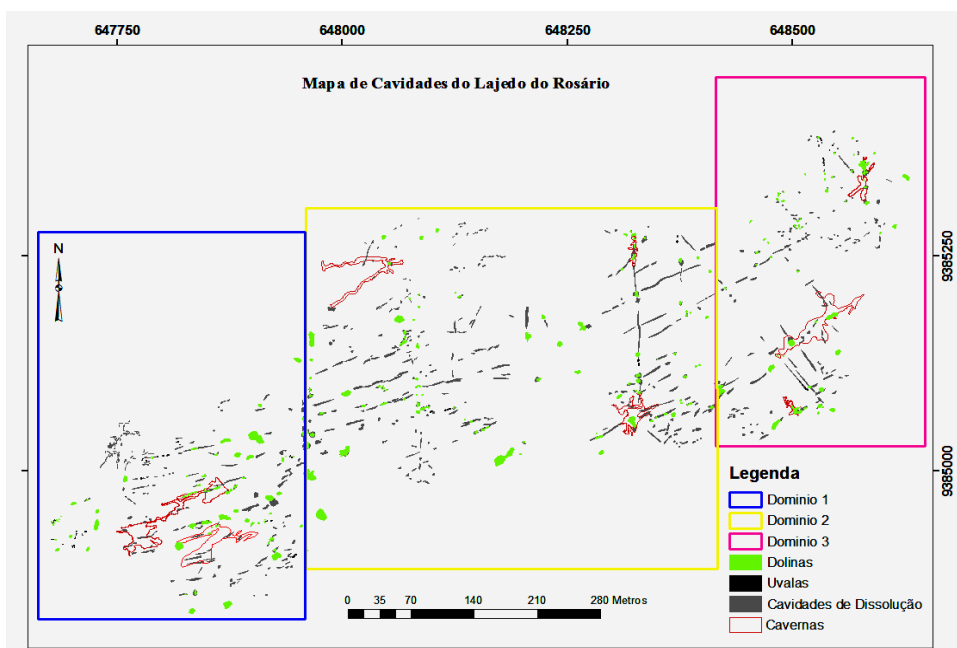 647750 648000 648250 648500
Mapa de Cavidades do Lajedo do Rosário
N
9385250
9385000
Legenda
Dominio 1
Dominio 2
Dominio 3
Dolinas
Uvalas
Cavidades de Dissolução
Cavernas
0 35 70 140 210 280 Metros